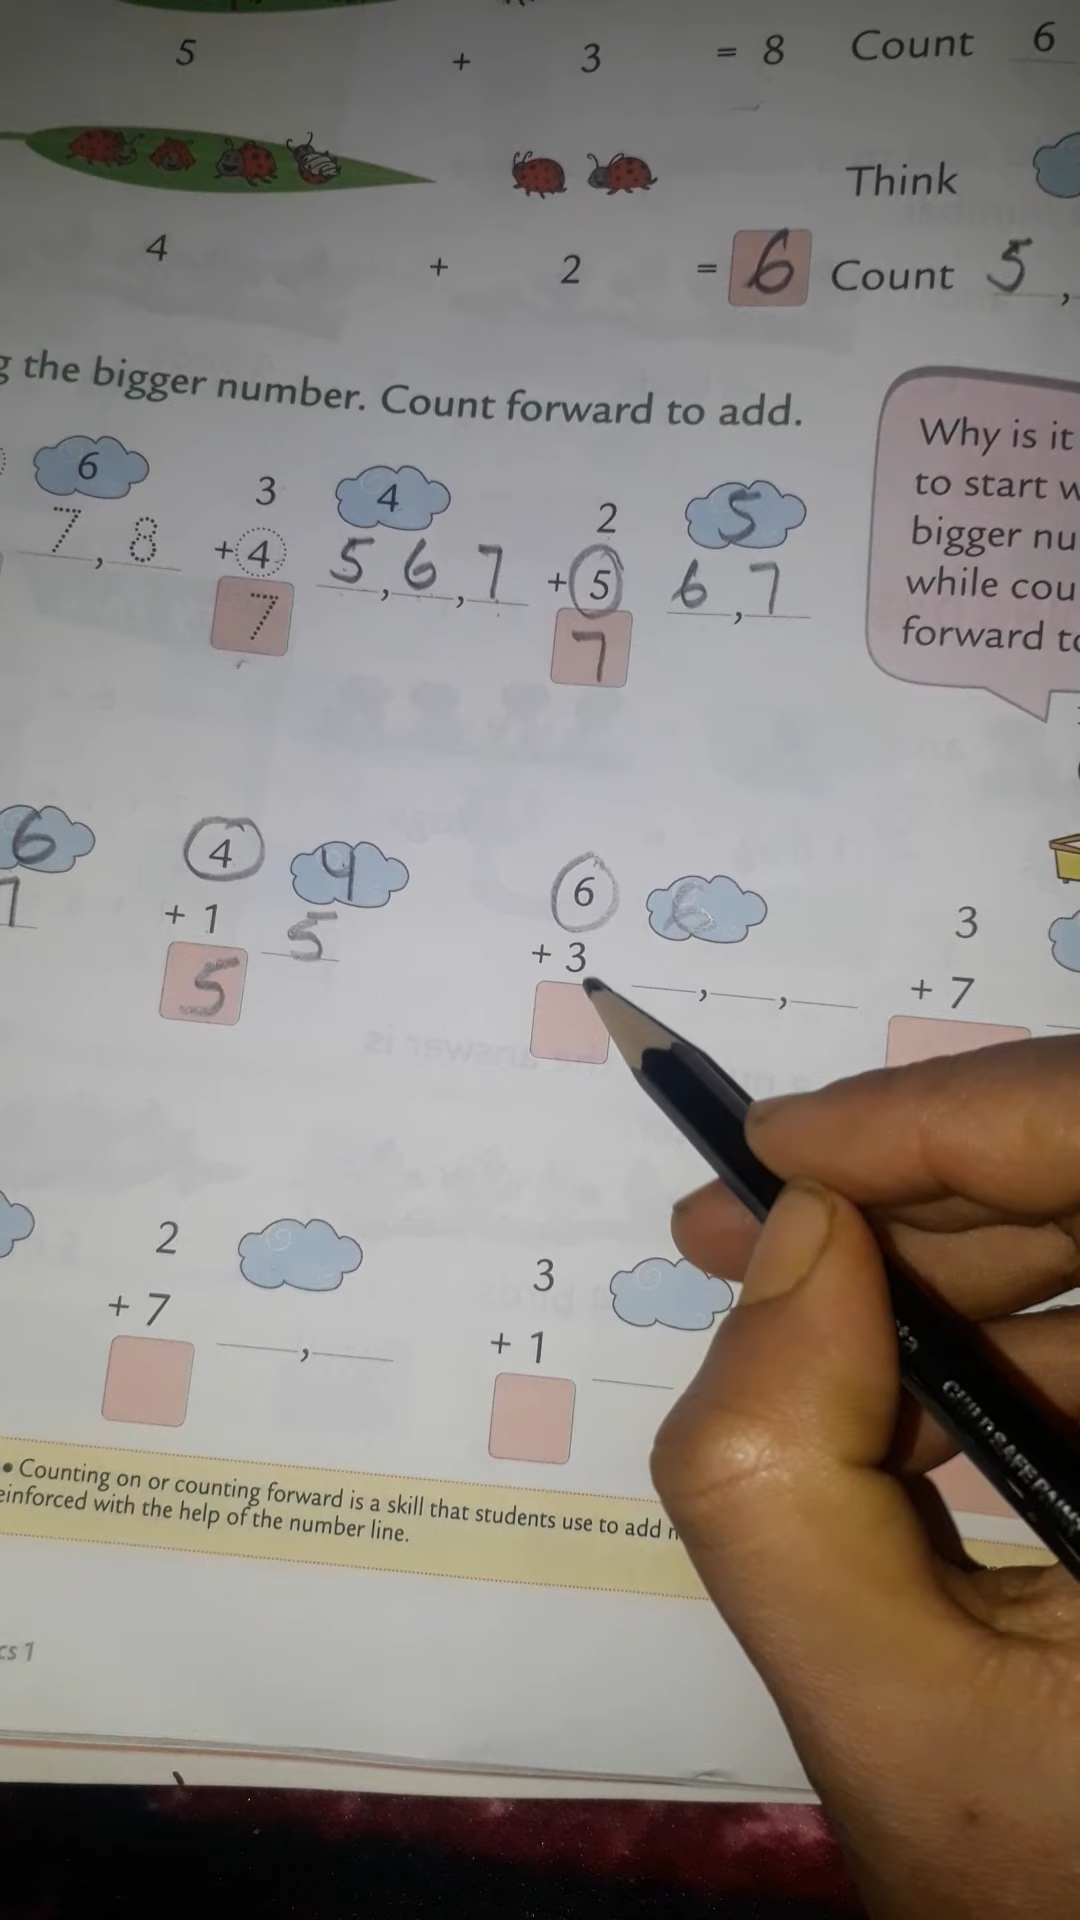 5 + 3 = 8 Count 6
Think
4 + 2 = 6 Count 5,
the bigger number. Count forward to add.
6
7, 8
3
+ 4
7
4
5, 6, 7
2
+ 5
7
5
6, 7
Why is it
to start
bigger
while
forward
6
7
4
+ 1
5
4
5
6
+ 3
6
, ,
3
+ 7
2
+ 7
,
3
+ 1
• Counting on or counting forward is a skill that students use to add
with the help of the number line.
1